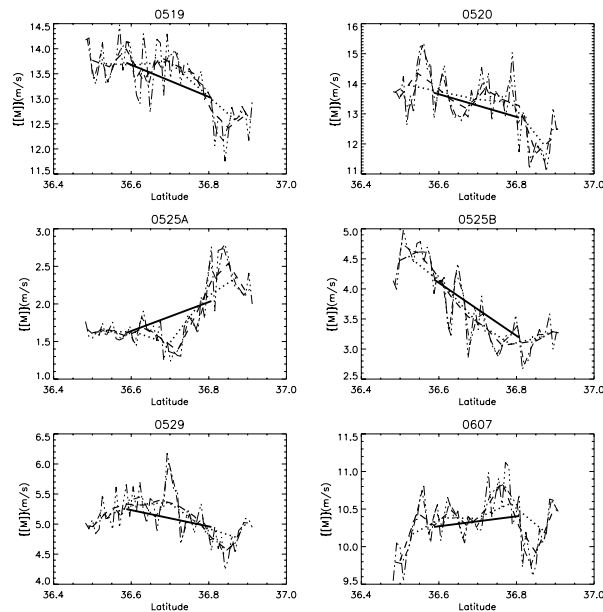 0519 0520
14.5 16
14.0
13.5 15
13.0 14
12.5 13
12.0 12
11.5 11
{[M]}(m/s) {[M]}(m/s)
36.4 36.6 36.8 37.0 36.4 36.6 36.8 37.0
Latitude Latitude
0525A 0525B
3.0 5.0
4.5
2.5 4.0
2.0 3.5
1.5 3.0
1.0 2.5
{[M]}(m/s) {[M]}(m/s)
36.4 36.6 36.8 37.0 36.4 36.6 36.8 37.0
Latitude Latitude
0529 0607
6.5 11.5
6.0 11.0
5.5 10.5
5.0
4.5 10.0
4.0 9.5
{[M]}(m/s) {[M]}(m/s)
36.4 36.6 36.8 37.0 36.4 36.6 36.8 37.0
Latitude Latitude